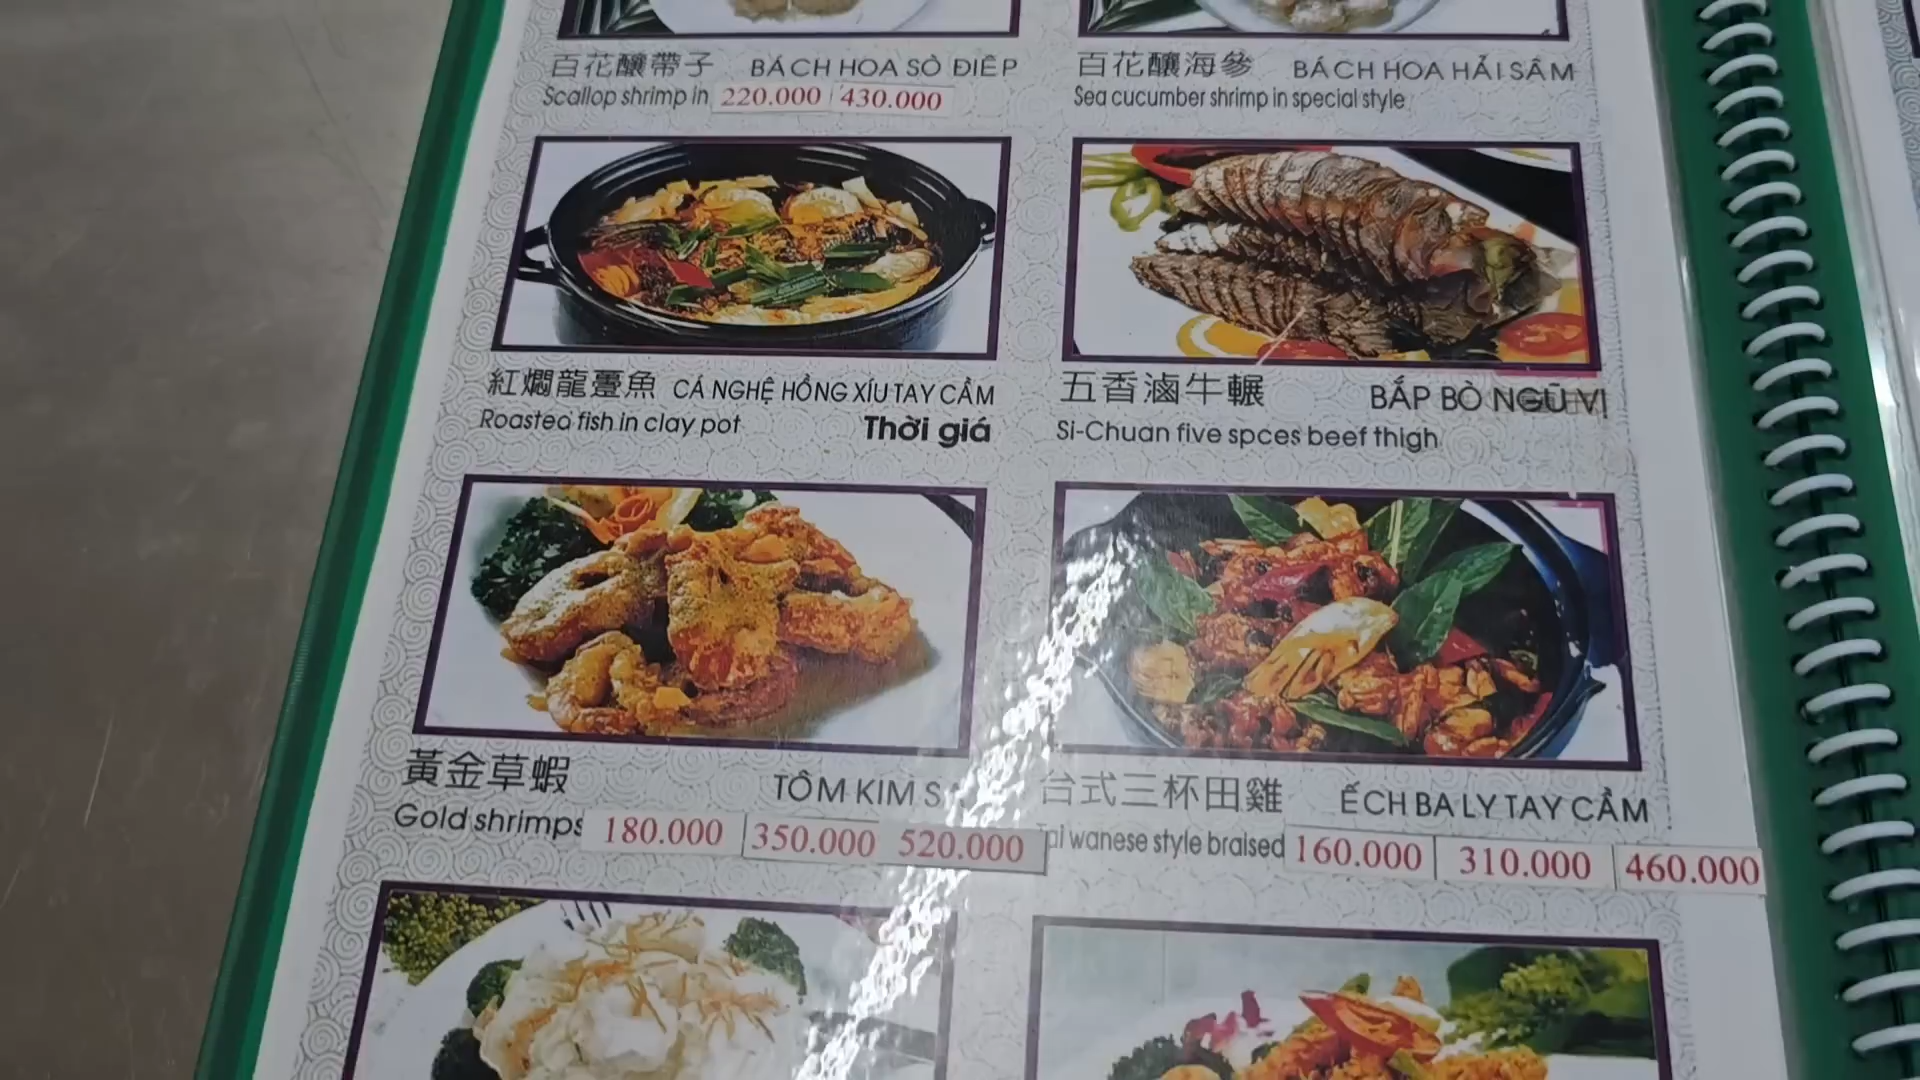 百花釀帶子 BÁCH HOA SÒ ĐIỆP
Scallop shrimp in 220.000 430.000
百花釀海參 BÁCH HOA HẢI SÂM
Sea cucumber shrimp in special style
紅燜龍躉魚 CÁ NGHỆ HỒNG XÍU TAY CẦM
Roasted fish in clay pot Thời giá
五香滷牛𨍭 BẮP BÒ NGŨ VỊ
Si-Chuan five spces beef thigh
黃金草蝦 TÔM KIM
Gold shrimps 180.000 350.000 520.000
台式三杯田雞 ẾCH BA LY TAY CẦM
Tai wanese style braised 160.000 310.000 460.000